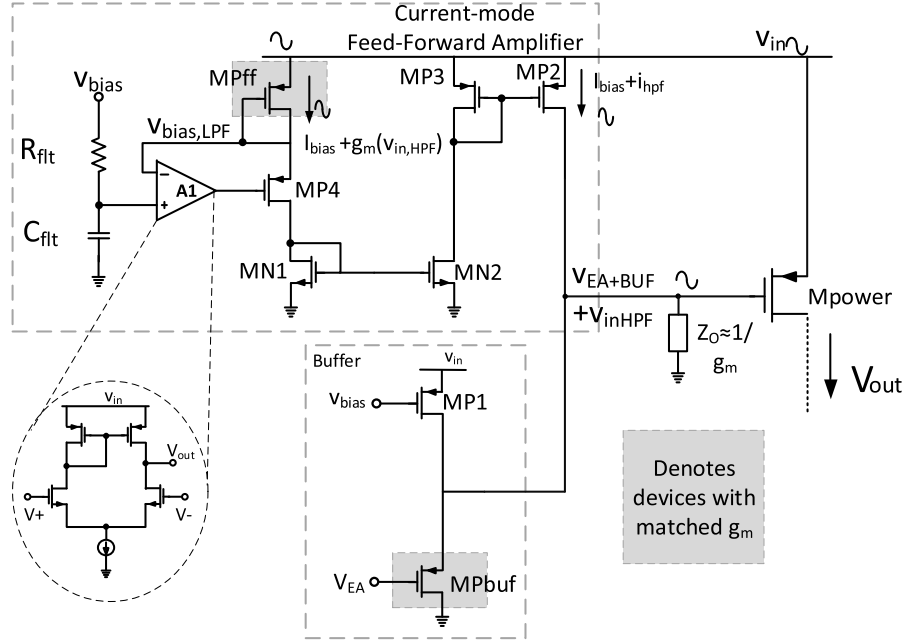 Current-mode
Feed-Forward Amplifier
vin
MPff
MP3
MP2
Ibias+ihpf
vbias
vbias,LPF
Ibias+gm(vin,HPF)
Rflt
A1
MP4
Cflt
MN1
MN2
vEA+BUF
+vinHPF
Mpower
ZO≈1/
gm
Vout
Buffer
vin
vbias
MP1
vin
Vout
V+
V-
Denotes
devices with
matched gm
VEA
MPbuf